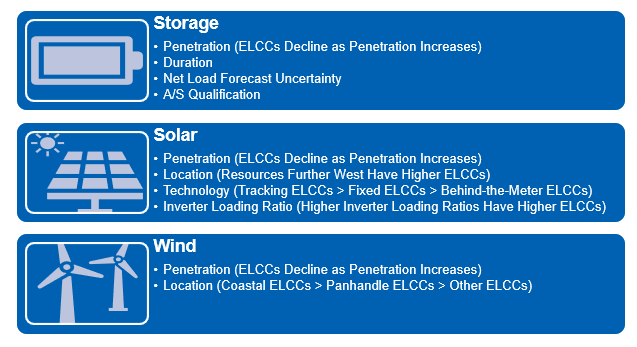 Storage
• Penetration (ELCCs Decline as Penetration Increases)
• Duration
• Net Load Forecast Uncertainty
• A/S Qualification
Solar
• Penetration (ELCCs Decline as Penetration Increases)
• Location (Resources Further West Have Higher ELCCs)
• Technology (Tracking ELCCs > Fixed ELCCs > Behind-the-Meter ELCCs)
• Inverter Loading Ratio (Higher Inverter Loading Ratios Have Higher ELCCs)
Wind
• Penetration (ELCCs Decline as Penetration Increases)
• Location (Coastal ELCCs > Panhandle ELCCs > Other ELCCs)